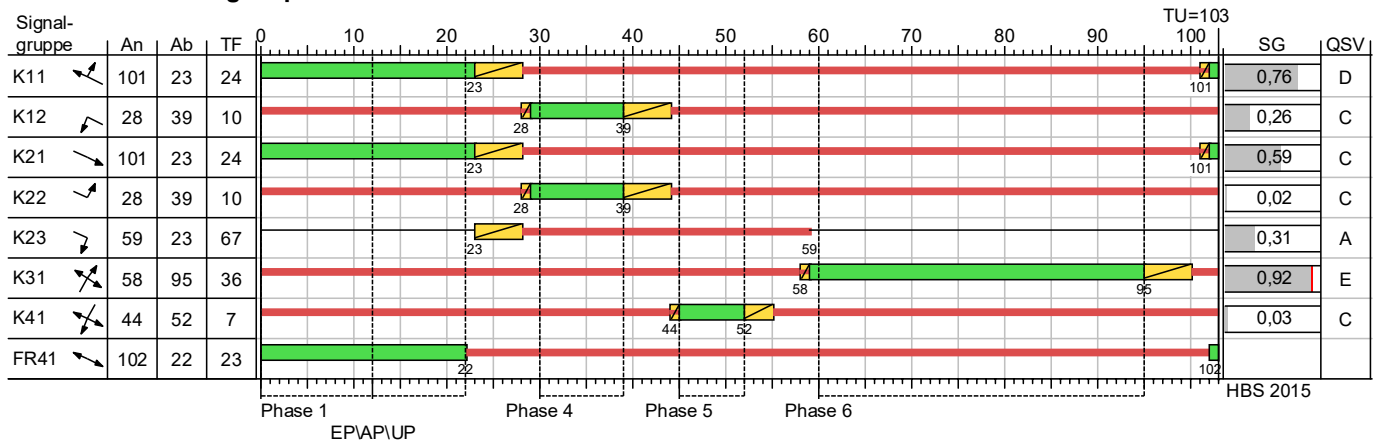 TU=103
Signal-
gruppe An Ab TF 0 10 20 30 40 50 60 70 80 90 100 SG QSV
K11 101 23 24 23 101 0,76 D
K12 28 39 10 28 39 0,26 C
K21 101 23 24 23 101 0,59 C
K22 28 39 10 28 39 0,02 C
K23 59 23 67 23 59 0,31 A
K31 58 95 36 58 95 0,92 E
K41 44 52 7 44 52 0,03 C
FR41 102 22 23 22 102
HBS 2015
Phase 1 Phase 4 Phase 5 Phase 6
EP\AP\UP